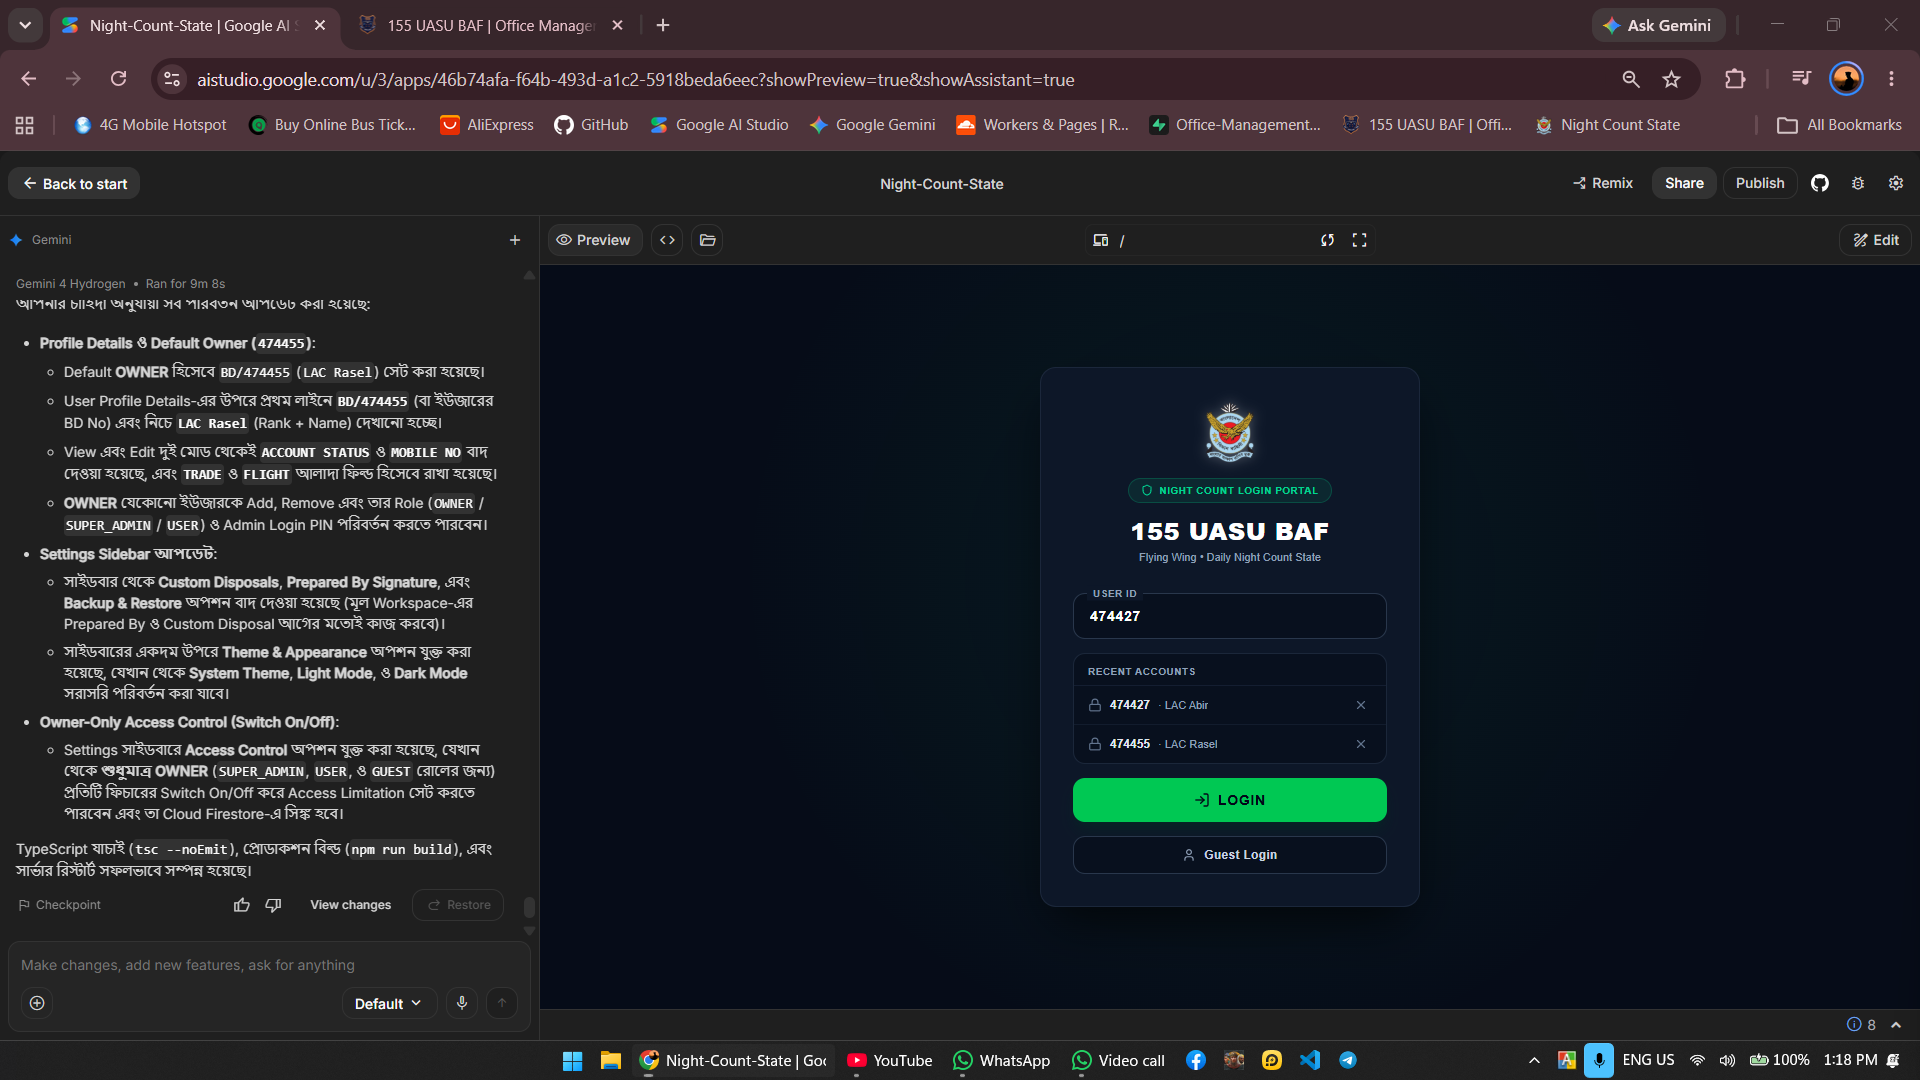 Night-Count-State | Google AI S
155 UASU BAF | Office Manage
Ask Gemini
aistudio.google.com/u/3/apps/46b74afa-f64b-493d-a1c2-5918beda6eec?showPreview=true&showAssistant=true
4G Mobile Hotspot
Buy Online Bus Tick...
AliExpress
GitHub
Google AI Studio
Google Gemini
Workers & Pages | R...
Office-Management...
155 UASU BAF | Offi...
Night Count State
All Bookmarks
Back to start
Night-Count-State
Remix
Share
Publish
Gemini
Preview
/
Edit
Gemini 4 Hydrogen • Ran for 9m 8s
আপনার চাহিদা অনুযায়ী সব পরিবর্তন আপডেট করা হয়েছে:
• Profile Details ও Default Owner (474455):
Default OWNER হিসেবে BD/474455 (LAC Rasel) সেট করা হয়েছে।
User Profile Details-এর উপরে প্রথম লাইনে BD/474455 (বা ইউজারের
BD No) এবং নিচে LAC Rasel (Rank + Name) দেখানো হচ্ছে।
View এবং Edit দুই মোড থেকেই ACCOUNT STATUS ও MOBILE NO বাদ
দেওয়া হয়েছে, এবং TRADE ও FLIGHT আলাদা ফিল্ড হিসেবে রাখা হয়েছে।
OWNER যেকোনো ইউজারকে Add, Remove এবং তার Role (OWNER /
SUPER_ADMIN / USER) ও Admin Login PIN পরিবর্তন করতে পারবেন।
• Settings Sidebar আপডেট:
সাইডবার থেকে Custom Disposals, Prepared By Signature, এবং
Backup & Restore অপশন বাদ দেওয়া হয়েছে (মূল Workspace-এর
Prepared By ও Custom Disposal আগের মতোই কাজ করবে)।
সাইডবারের একদম উপরে Theme & Appearance অপশন যুক্ত করা
হয়েছে, যেখান থেকে System Theme, Light Mode, ও Dark Mode
সরাসরি পরিবর্তন করা যাবে।
• Owner-Only Access Control (Switch On/Off):
Settings সাইডবারে Access Control অপশন যুক্ত করা হয়েছে, যেখান
থেকে শুধুমাত্র OWNER (SUPER_ADMIN, USER, ও GUEST রোলের জন্য)
প্রতিটি ফিচারের Switch On/Off করে Access Limitation সেট করতে
পারবেন এবং তা Cloud Firestore-এ সিঙ্ক হবে।
TypeScript যাচাই (tsc --noEmit), প্রোডাকশন বিল্ড (npm run build), এবং
সার্ভার রিস্টার্ট সফলভাবে সম্পন্ন হয়েছে।
Checkpoint
View changes
Restore
Make changes, add new features, ask for anything
Default
NIGHT COUNT LOGIN PORTAL
155 UASU BAF
Flying Wing • Daily Night Count State
USER ID
474427
RECENT ACCOUNTS
474427 · LAC Abir
474455 · LAC Rasel
LOGIN
Guest Login
8
Night-Count-State | Goo
YouTube
WhatsApp
Video call
ENG US
100%
1:18 PM